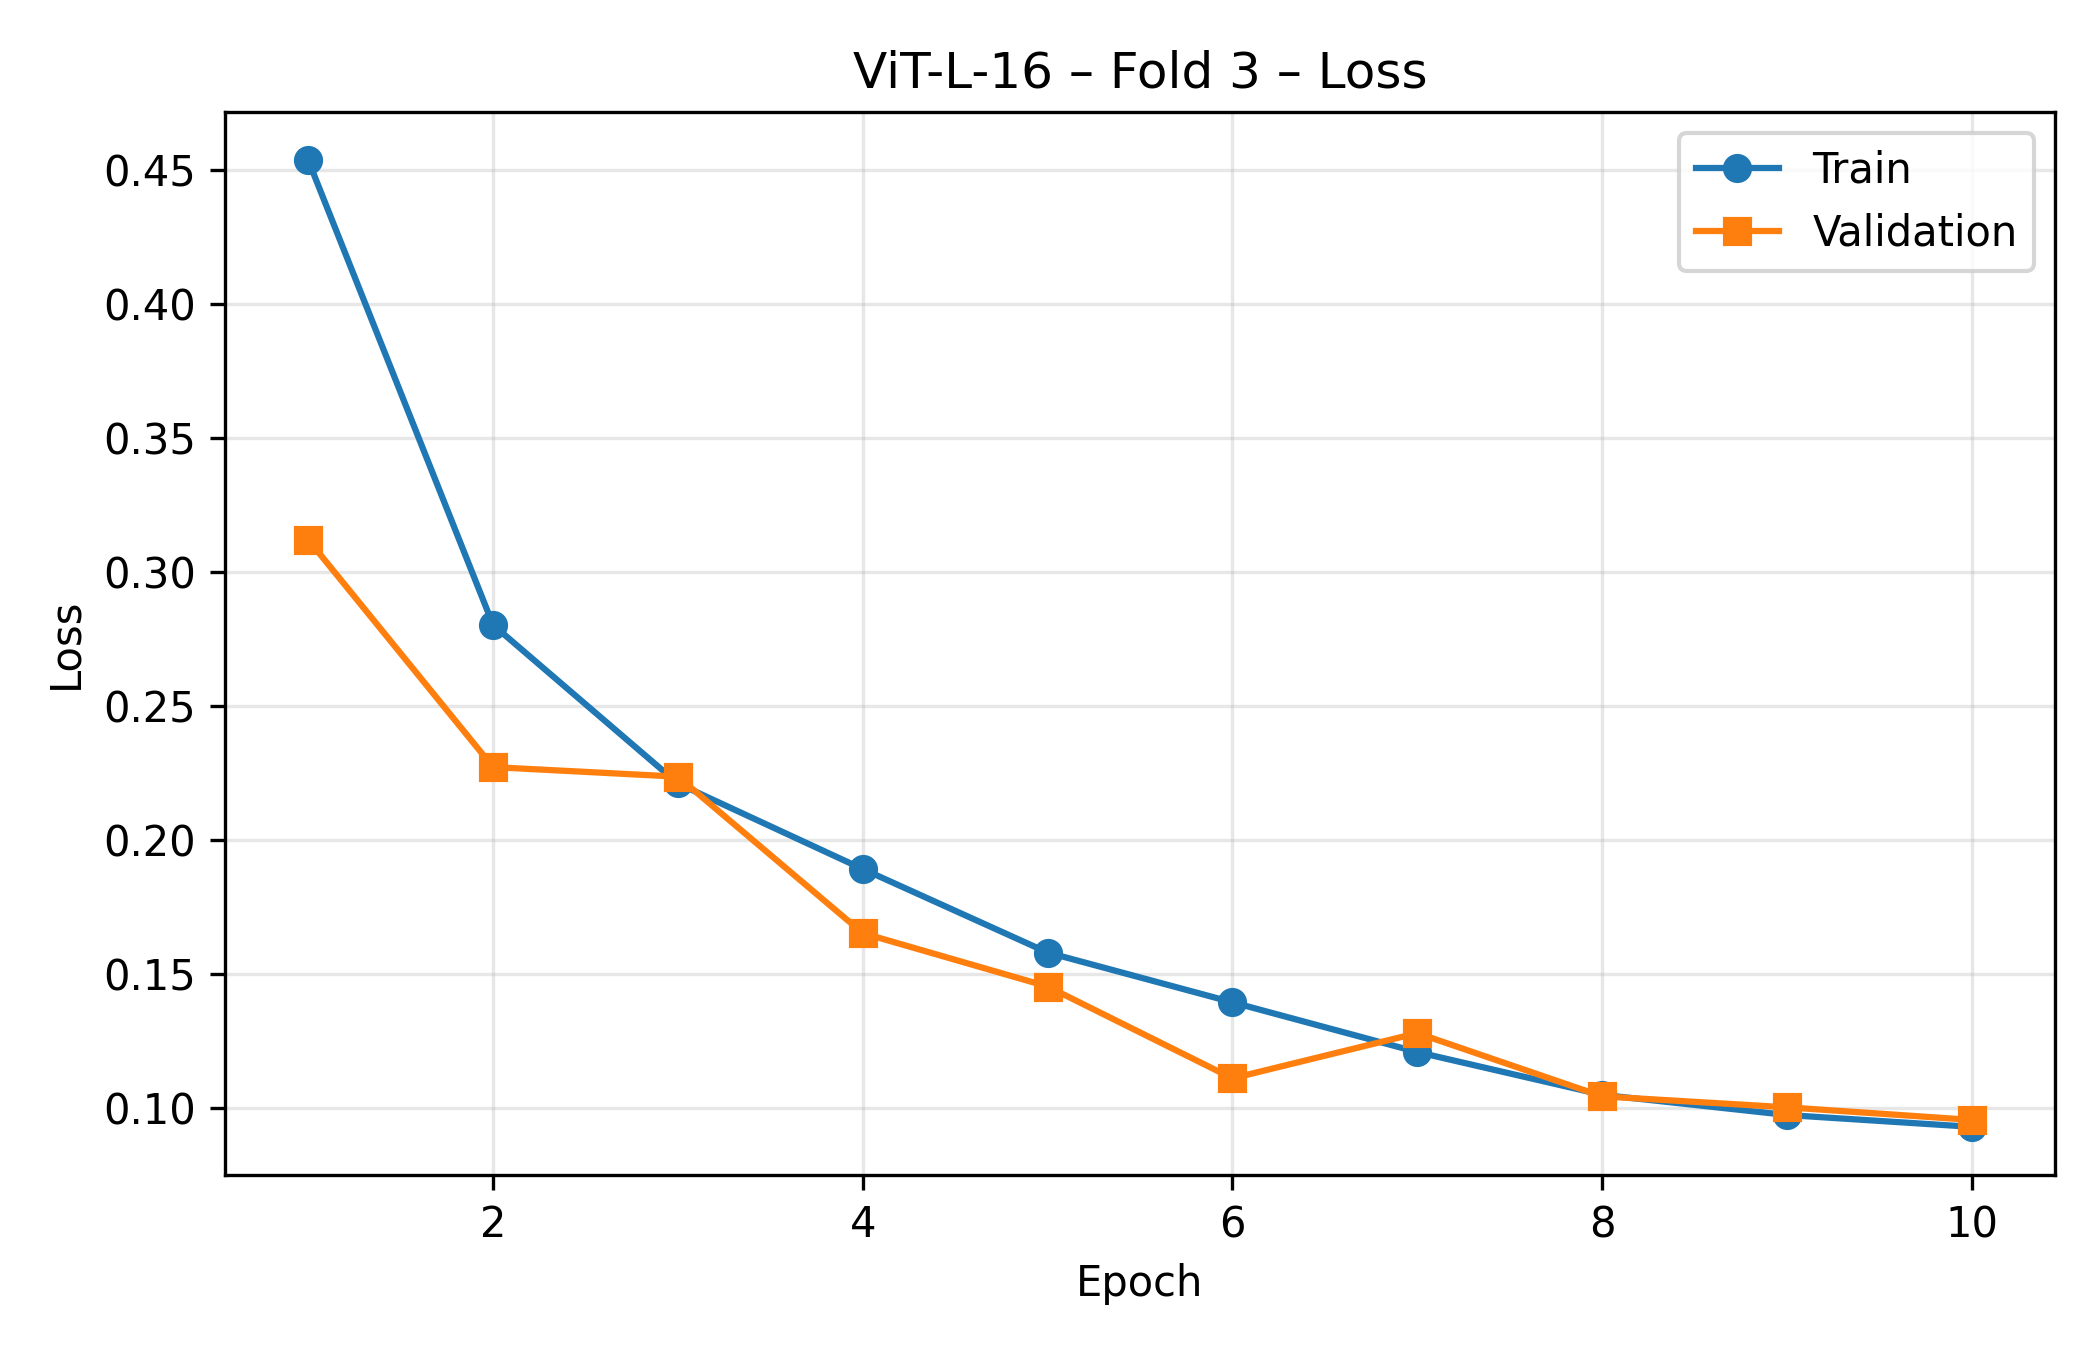 ViT-L-16 – Fold 3 – Loss
Train
Validation
0.45
0.40
0.35
0.30
0.25
0.20
0.15
0.10
Loss
2 4 6 8 10
Epoch